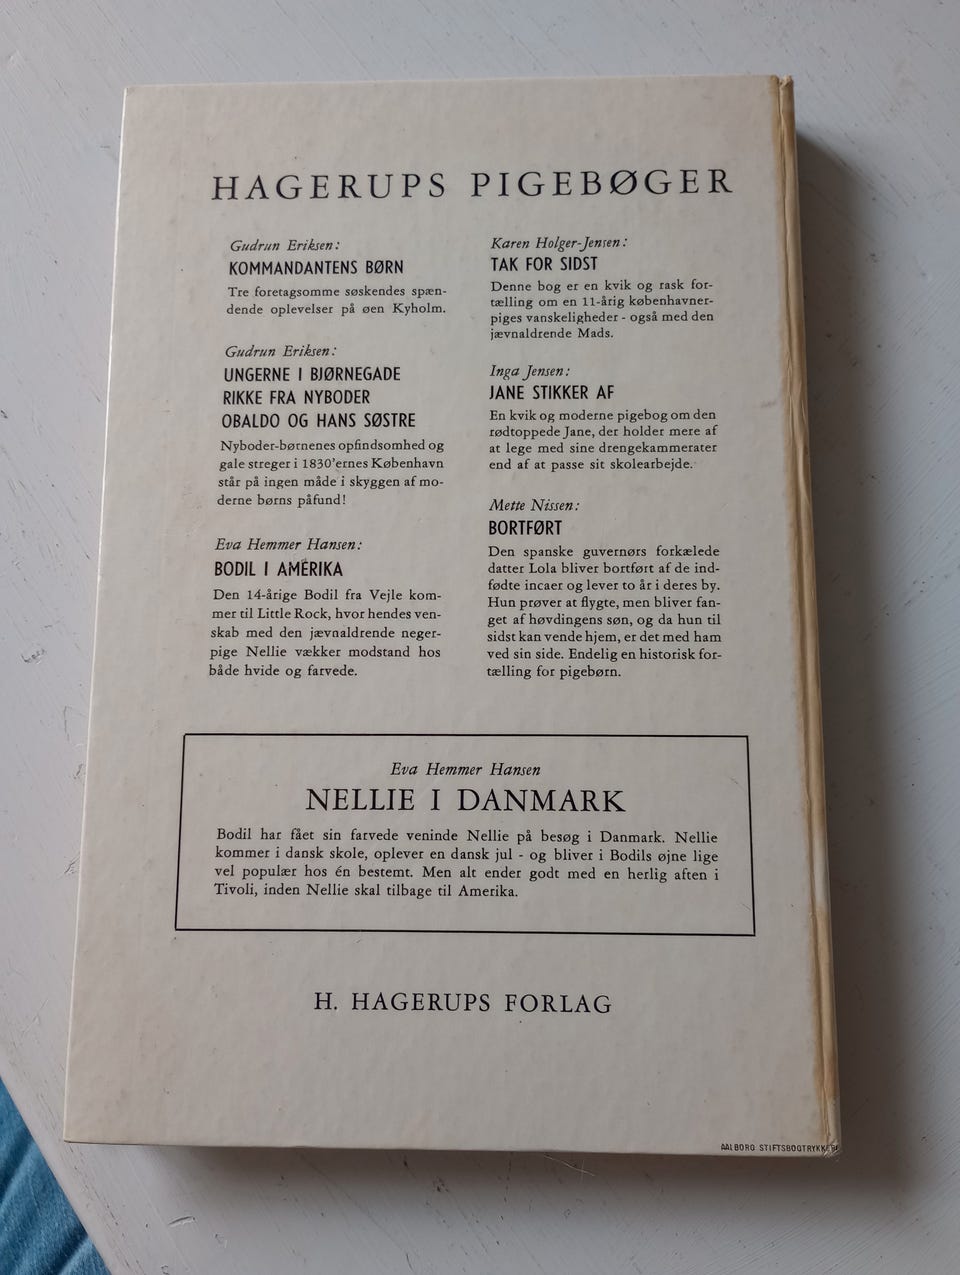 HAGERUPS PIGEBØGER
Gudrun Eriksen:
KOMMANDANTENS BØRN
Tre foretagsomme søskendes spæn-
dende oplevelser på øen Kyholm.
Gudrun Eriksen:
UNGERNE I BJØRNEGADE
RIKKE FRA NYBODER
OBALDO OG HANS SØSTRE
Nyboder-børnenes opfindsomhed og
gale streger i 1830'ernes København
står på ingen måde i skyggen af mo-
derne børns påfund!
Eva Hemmer Hansen:
BODIL I AMERIKA
Den 14-årige Bodil fra Vejle kom-
mer til Little Rock, hvor hendes ven-
skab med den jævnaldrende neger-
pige Nellie vækker modstand hos
både hvide og farvede.
Karen Holger-Jensen:
TAK FOR SIDST
Denne bog er en kvik og rask for-
tælling om en 11-årig københavner-
piges vanskeligheder - også med den
jævnaldrende Mads.
Inga Jensen:
JANE STIKKER AF
En kvik og moderne pigebog om den
rødtoppede Jane, der holder mere af
at lege med sine drengekammerater
end af at passe sit skolearbejde.
Mette Nissen:
BORTFØRT
Den spanske guvernørs forkælede
datter Lola bliver bortført af de ind-
fødte incaer og lever to år i deres by.
Hun prøver at flygte, men bliver fan-
get af høvdingens søn, og da hun til
sidst kan vende hjem, er det med ham
ved sin side. Endelig en historisk for-
tælling for pigebørn.
Eva Hemmer Hansen
NELLIE I DANMARK
Bodil har fået sin farvede veninde Nellie på besøg i Danmark. Nellie
kommer i dansk skole, oplever en dansk jul - og bliver i Bodils øjne lige
vel populær hos én bestemt. Men alt ender godt med en herlig aften i
Tivoli, inden Nellie skal tilbage til Amerika.
H. HAGERUPS FORLAG
AALBORG STIFTSBOGTRYKKERI